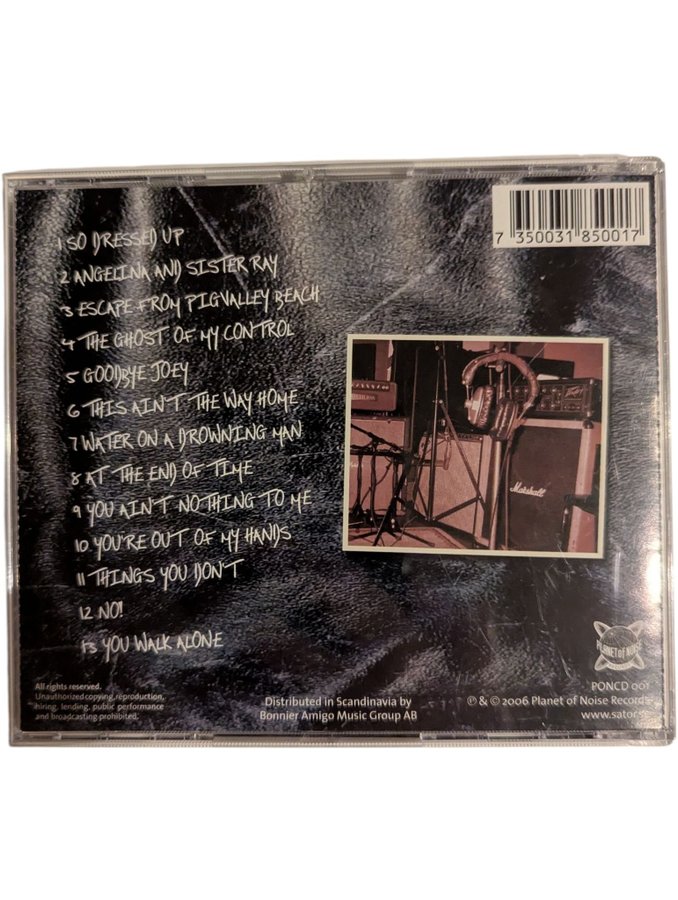 1 SO DRESSED UP
2 ANGELINA AND SISTER RAY
3 ESCAPE FROM PIGVALLEY BEACH
4 THE GHOST OF MY CONTROL
5 GOODBYE JOEY
6 THIS AIN'T THE WAY HOME
7 WATER ON A DROWNING MAN
8 AT THE END OF TIME
9 YOU AIN'T NOTHING TO ME
10 YOU'RE OUT OF MY HANDS
11 THINGS YOU DON'T
12 NO!
13 YOU WALK ALONE
7 350031 850017
Marshall
PEAVEY
PLANET OF NOISE
All rights reserved.
Unauthorized copying, reproduction,
hiring, lending, public performance
and broadcasting prohibited.
Distributed in Scandinavia by
Bonnier Amigo Music Group AB
PONCD 001
℗ & © 2006 Planet of Noise Records
www.sator.se